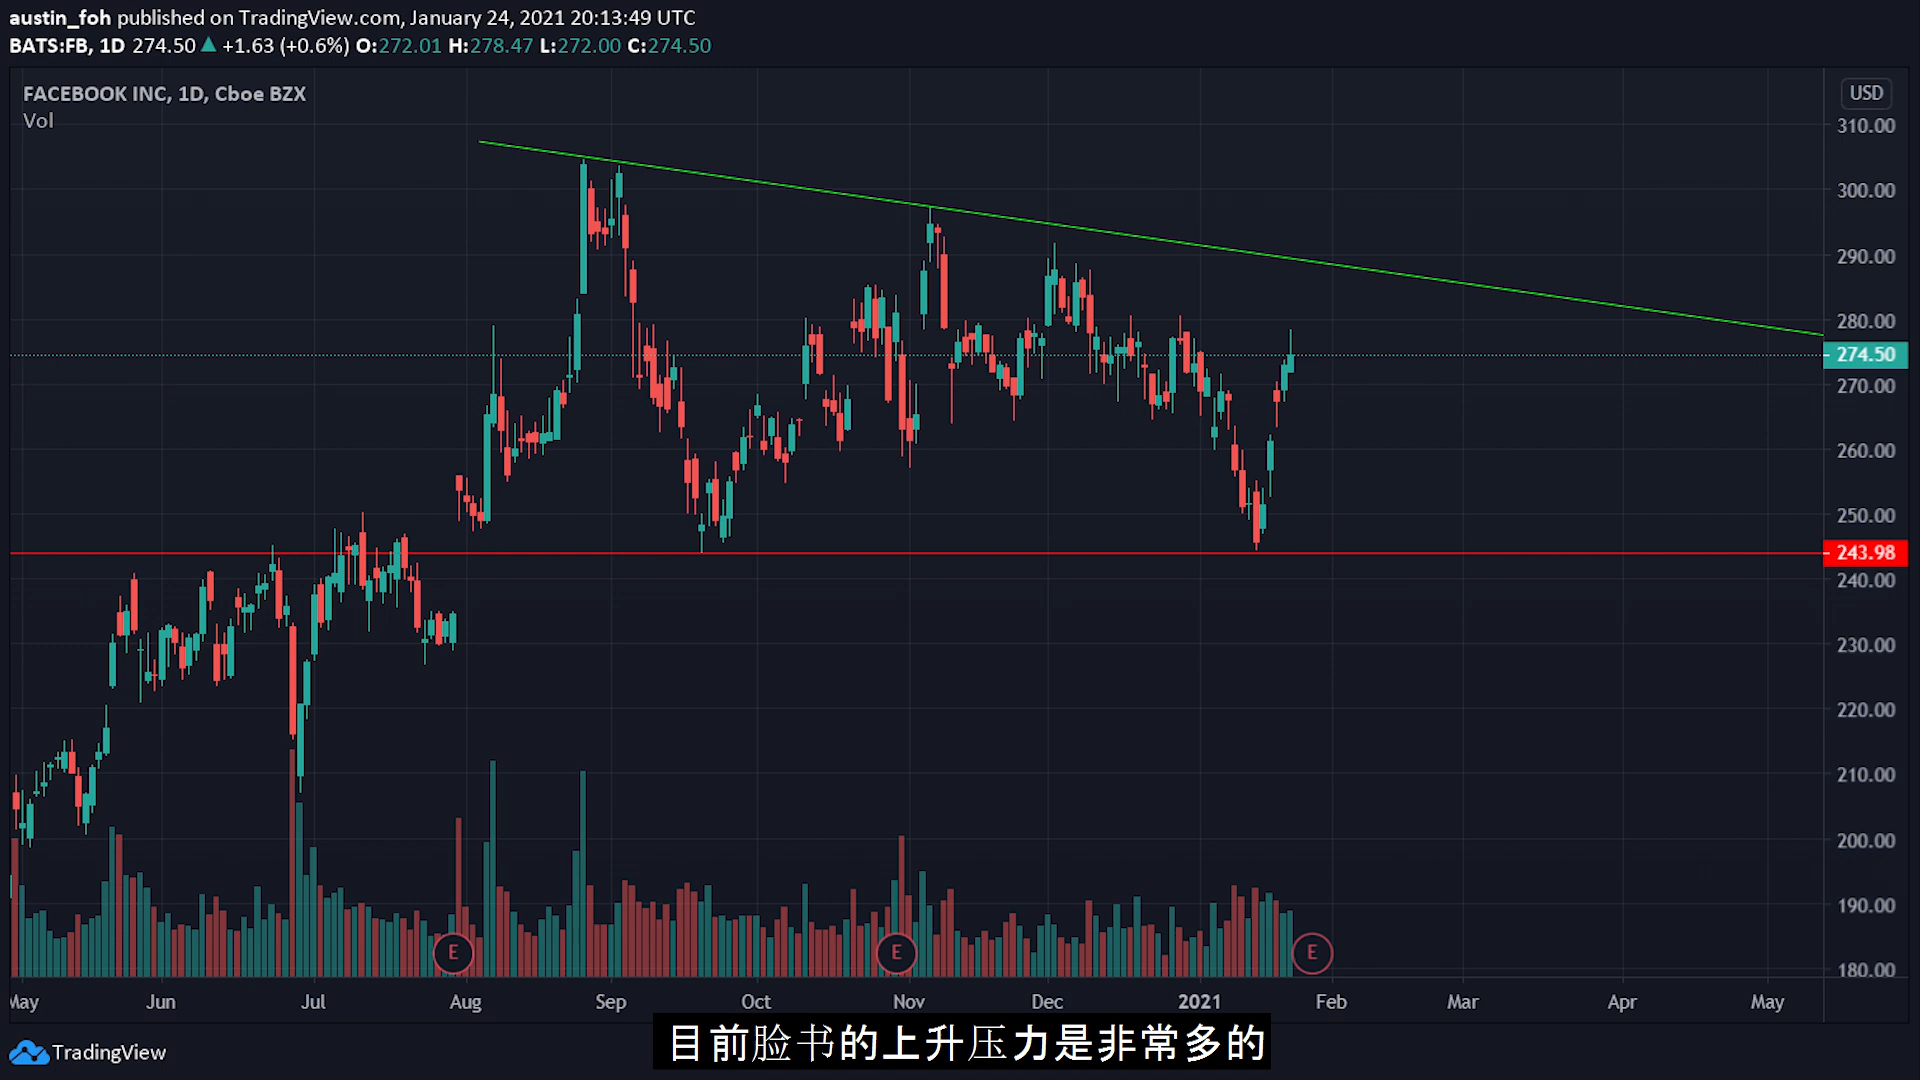 austin_foh published on TradingView.com, January 24, 2021 20:13:49 UTC
BATS:FB, 1D 274.50 ▲ +1.63 (+0.6%) O:272.01 H:278.47 L:272.00 C:274.50
FACEBOOK INC, 1D, Cboe BZX
Vol
USD
310.00
300.00
290.00
280.00
274.50
270.00
260.00
250.00
243.98
240.00
230.00
220.00
210.00
200.00
190.00
180.00
E E E
May Jun Jul Aug Sep Oct Nov Dec 2021 Feb Mar Apr May
目前脸书的上升压力是非常多的
TradingView